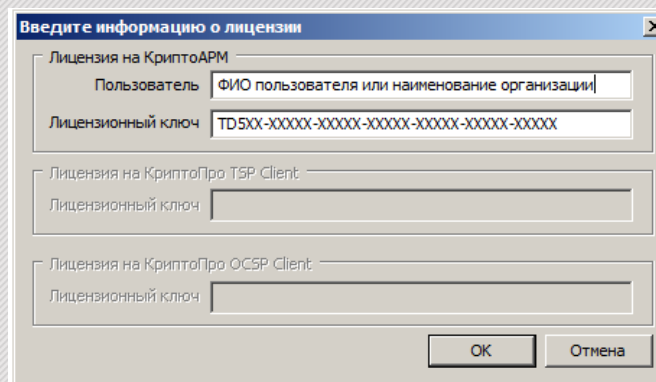 Введите информацию о лицензии
Лицензия на КриптоАРМ
Пользователь ФИО пользователя или наименование организации
Лицензионный ключ TD5XX-XXXXX-XXXXX-XXXXX-XXXXX-XXXXX-XXXXX
Лицензия на КриптоПро TSP Client
Лицензионный ключ
Лицензия на КриптоПро OCSP Client
Лицензионный ключ
OK Отмена